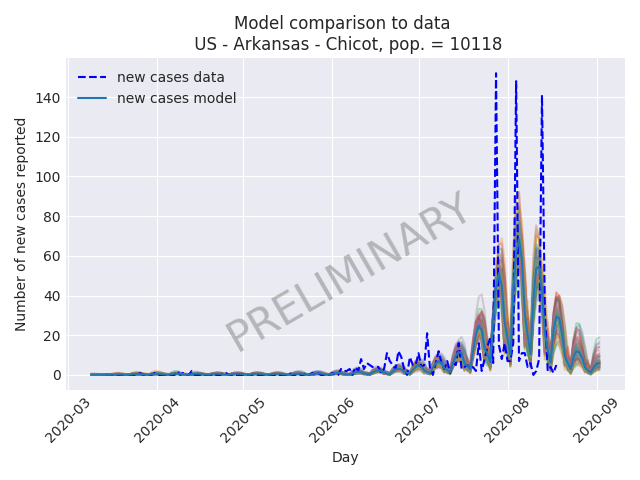 Model comparison to data
US - Arkansas - Chicot, pop. = 10118
new cases data
new cases model
Number of new cases reported
140
120
100
80
60
40
20
0
PRELIMINARY
2020-03
2020-04
2020-05
2020-06
2020-07
2020-08
2020-09
Day